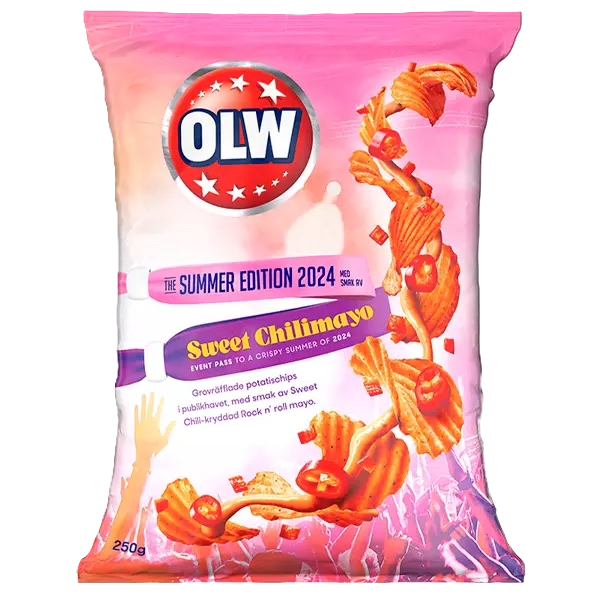 OLW
THE SUMMER EDITION 2024 MED
SMAK AV
Sweet Chilimayo
EVENT PASS TO A CRISPY SUMMER OF 2024
Grovräfflade potatischips
i publikhavet, med smak av Sweet
Chili-kryddad Rock n' roll mayo.
250g